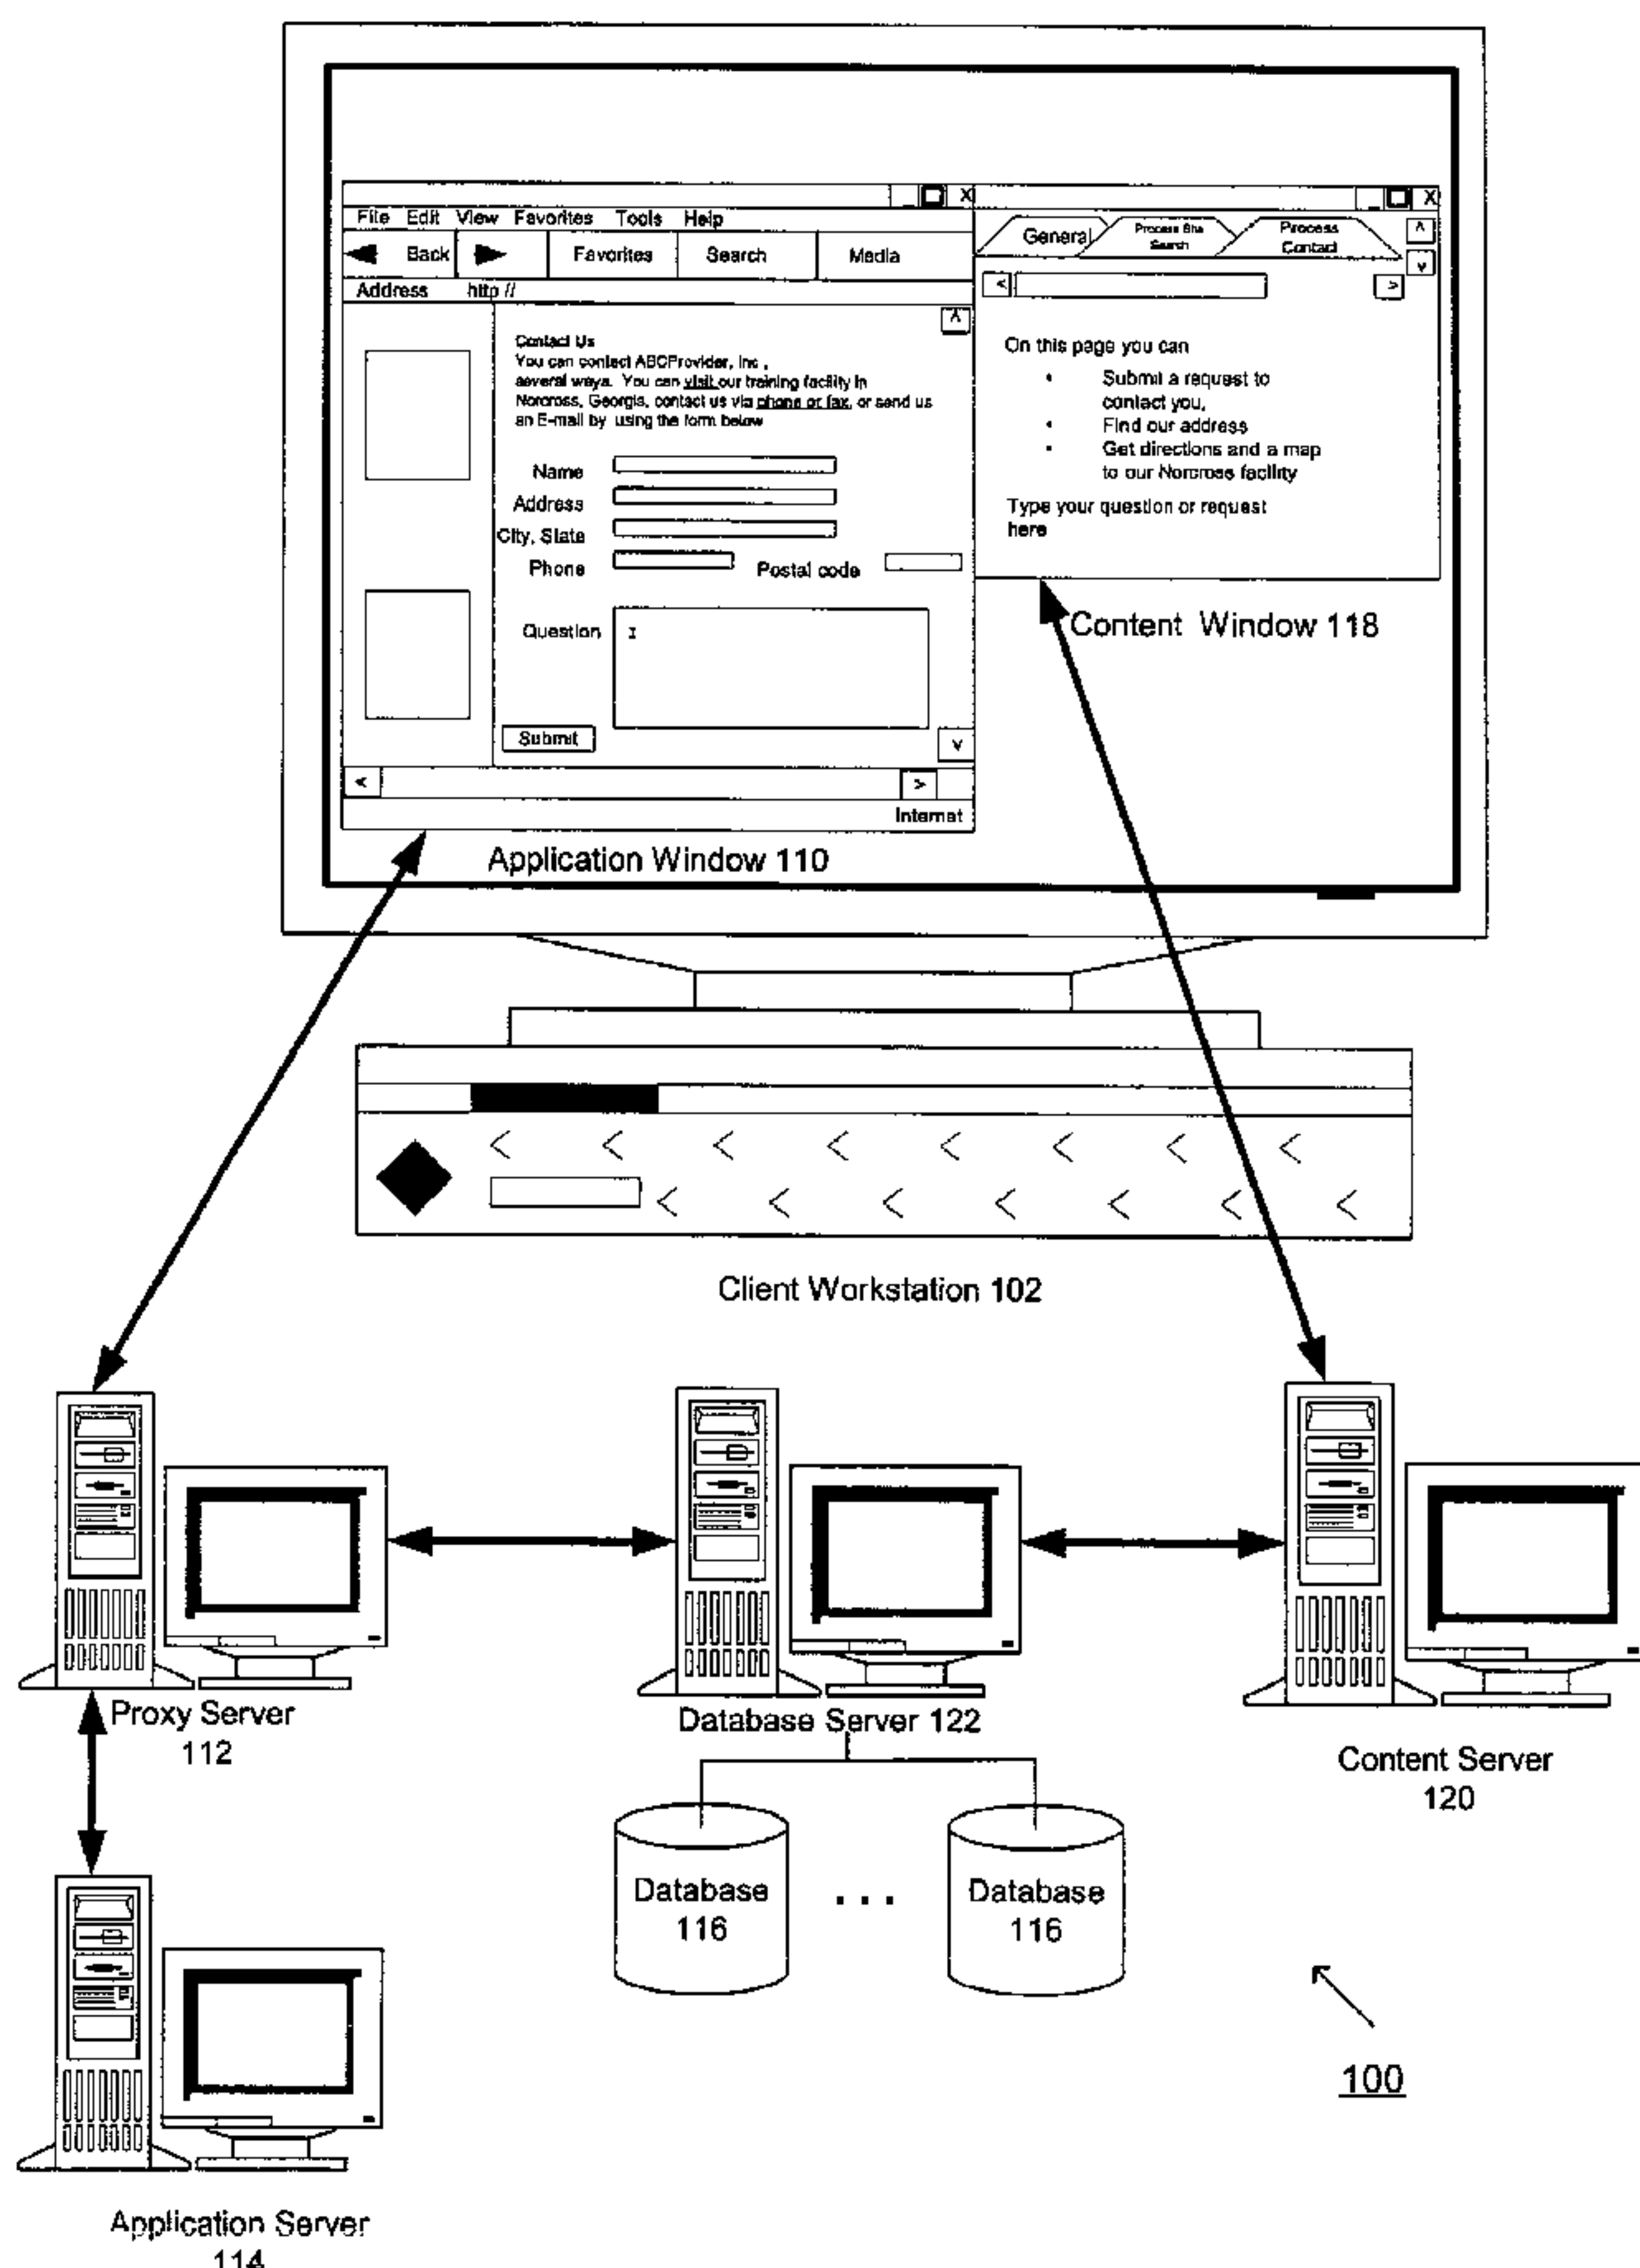 File Edit View Favorites Tools Help
Back Favorites Search Media
Address http //
Contact Us
You can contact ABCProvider, Inc ,
several ways. You can visit our training facility in
Norcross, Georgia, contact us via phone or fax, or send us
an E-mail by using the form below
Name
Address
City, State
Phone Postal code
Question
Submit
Internet
Application Window 110
General
Process Site
Search
Process
Contact
On this page you can
• Submit a request to
contact you,
• Find our address
• Get directions and a map
to our Norcross facility
Type your question or request
here
Content Window 118
Client Workstation 102
Proxy Server
112
Database Server 122
Content Server
120
Database
116
. . .
Database
116
100
Application Server
114